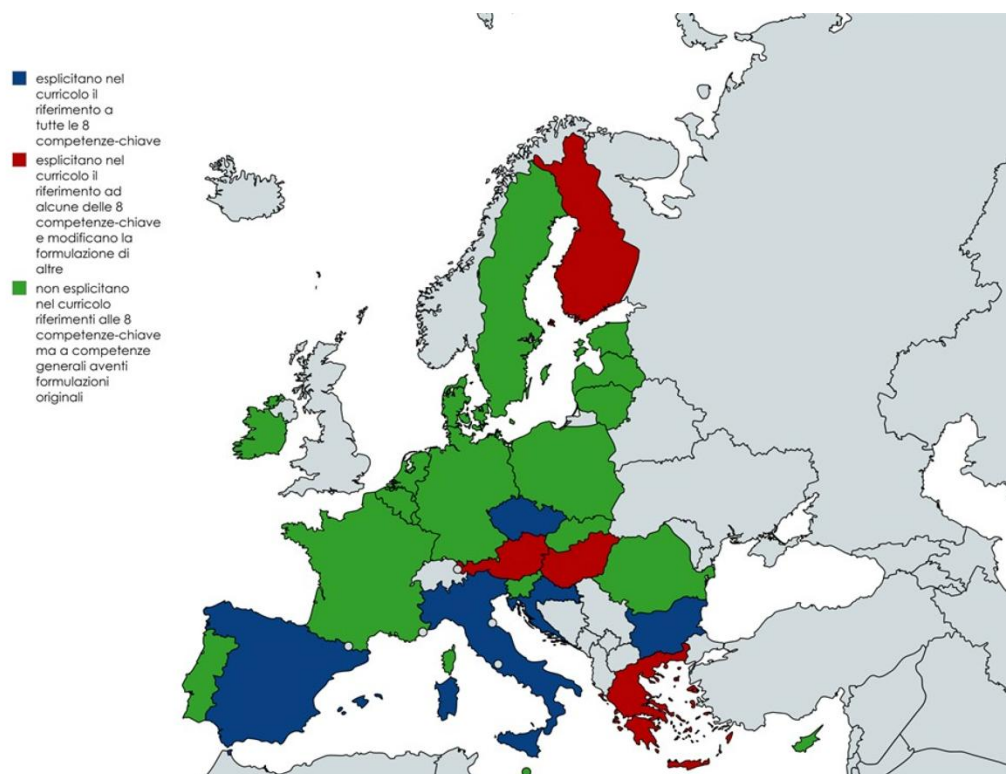 esplicitano nel
curricolo il
riferimento a
tutte le 8
competenze-chiave
esplicitano nel
curricolo il
riferimento ad
alcune delle 8
competenze-chiave
e modificano la
formulazione di
altre
non esplicitano
nel curricolo
riferimenti alle 8
competenze-chiave
ma a competenze
generali aventi
formulazioni
originali